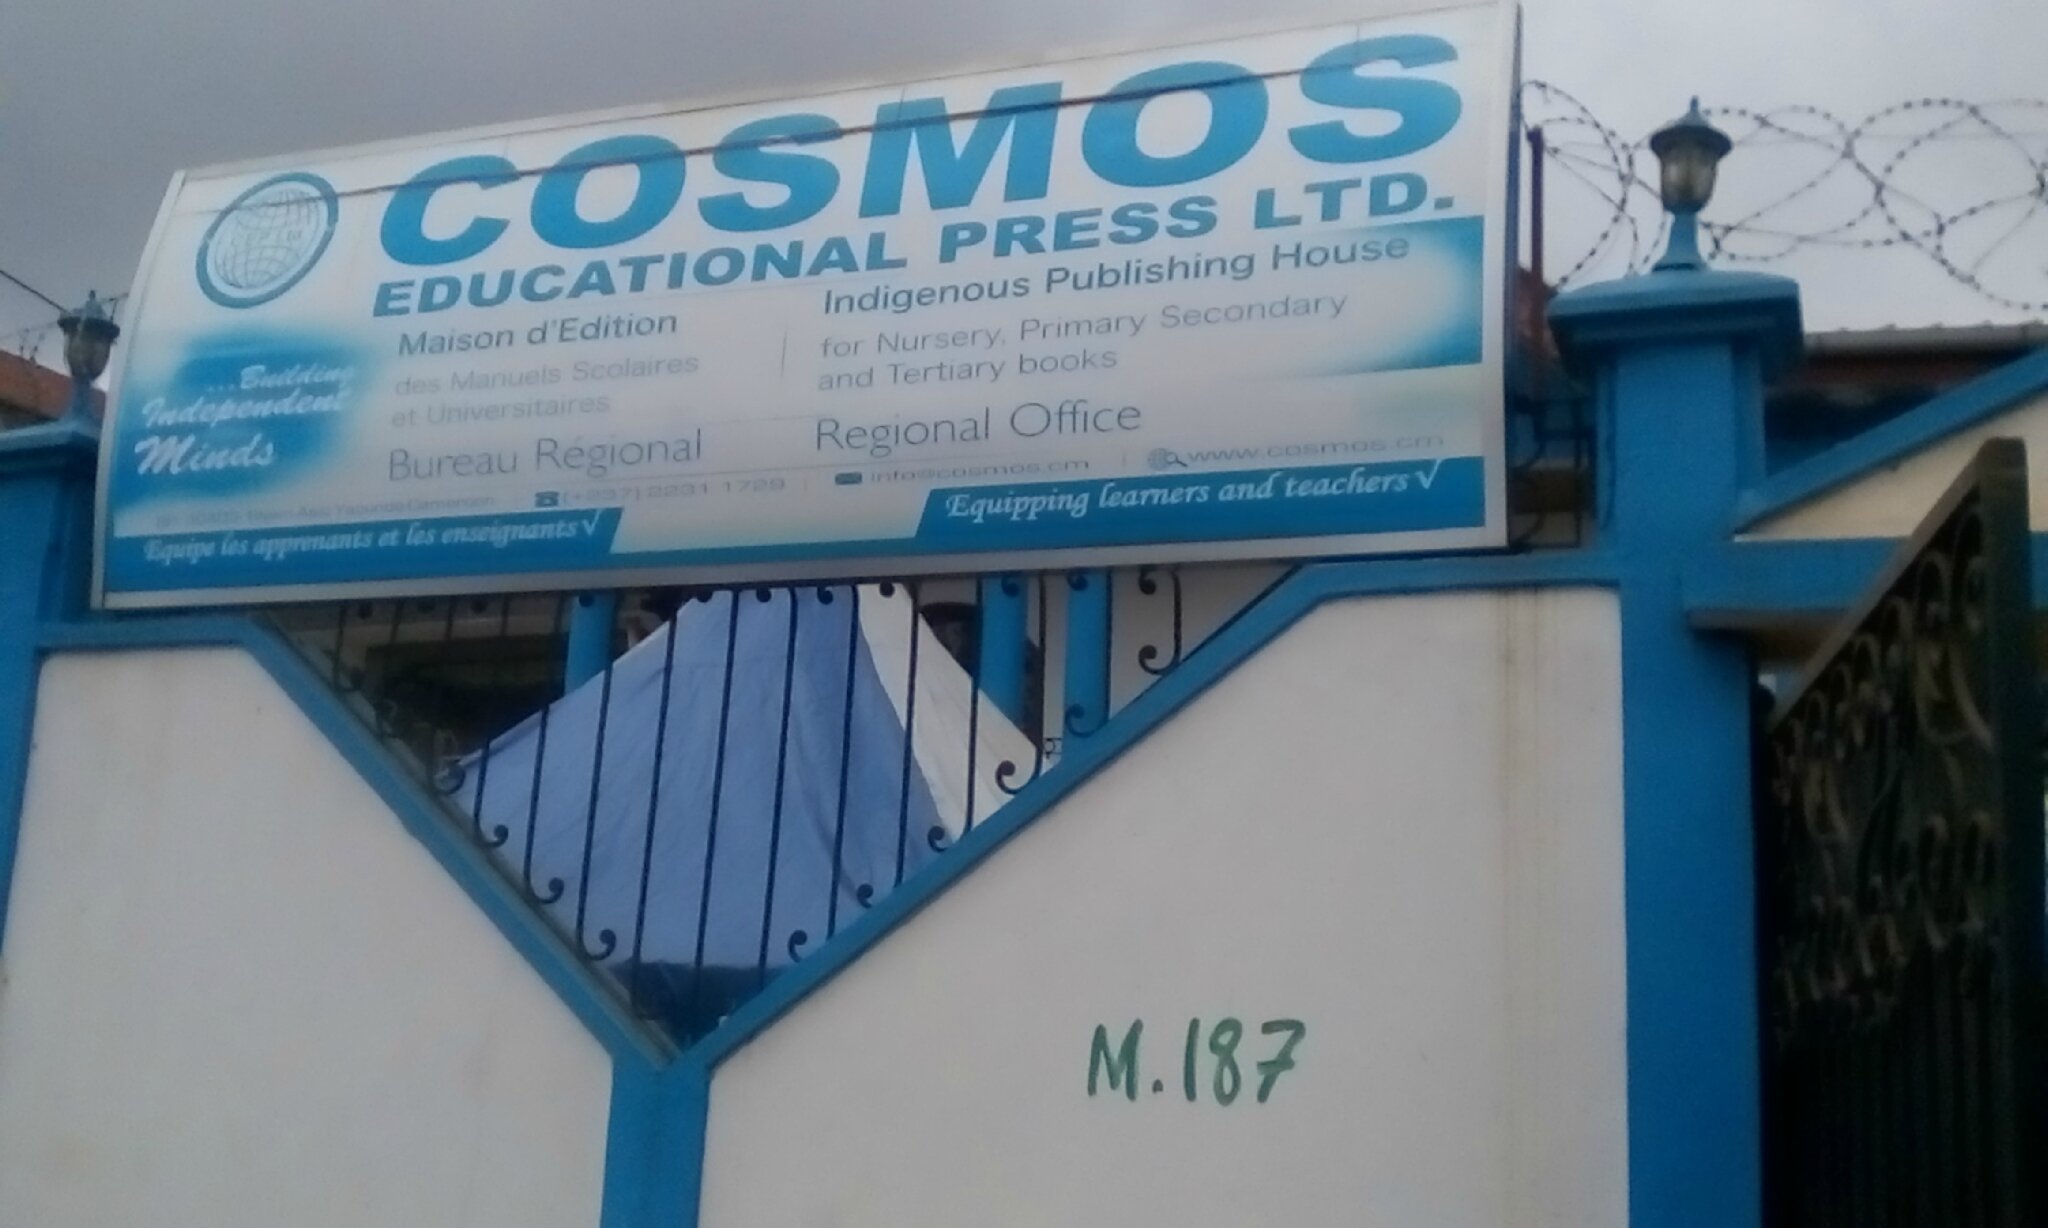 COSMOS
EDUCATIONAL PRESS LTD.
Maison d'Edition
des Manuels Scolaires
et Universitaires
Bureau Régional
Indigenous Publishing House
for Nursery, Primary Secondary
and Tertiary books
Regional Office
...Building
Independent
Minds
Yaounde Cameroon
(+237) 2231 1729
info@cosmos.cm
www.cosmos.cm
Equipe les apprenants et les enseignants √
Equipping learners and teachers √
M.187